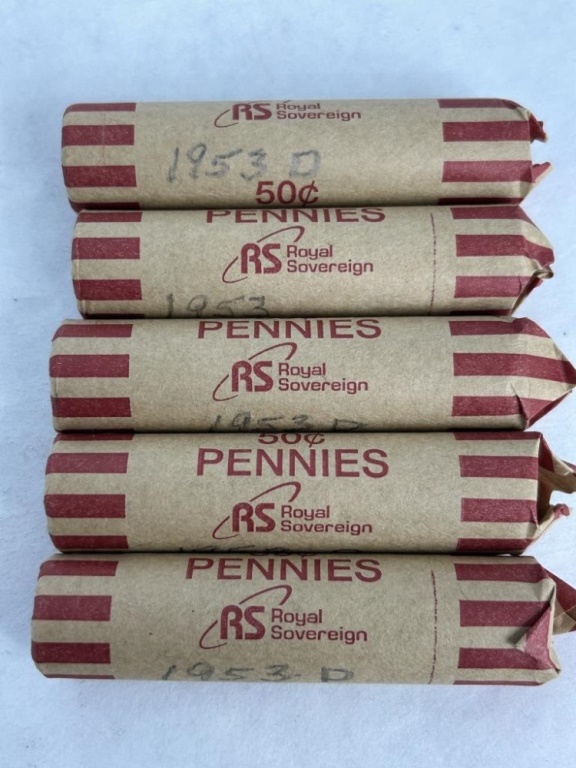 RS Royal
Sovereign
1953 D
50¢
PENNIES
RS Royal
Sovereign
1953
PENNIES
RS Royal
Sovereign
1953 D
50¢
PENNIES
RS Royal
Sovereign
PENNIES
RS Royal
Sovereign
1953 D